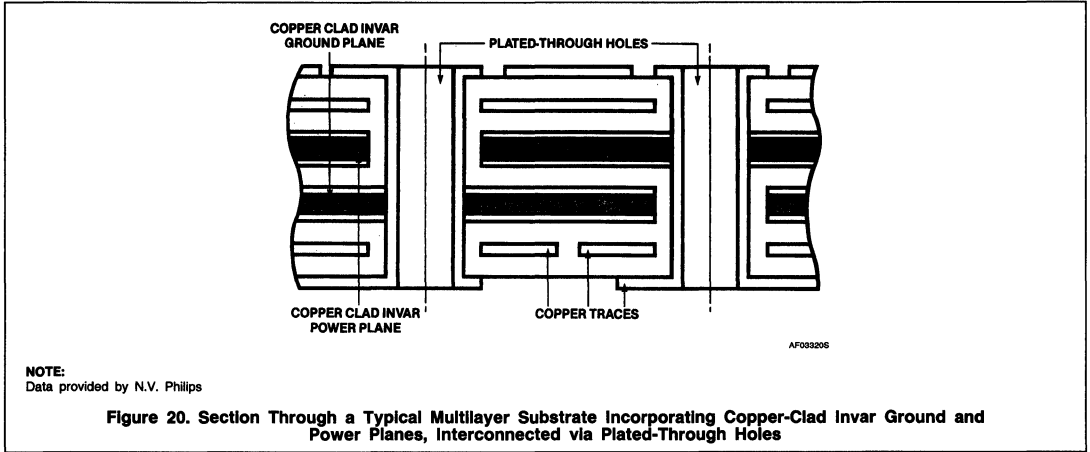 COPPER CLAD INVAR
GROUND PLANE
PLATED-THROUGH HOLES
COPPER CLAD INVAR
POWER PLANE
COPPER TRACES
AF03320S
NOTE:
Data provided by N.V. Philips
Figure 20. Section Through a Typical Multilayer Substrate Incorporating Copper-Clad Invar Ground and
Power Planes, Interconnected via Plated-Through Holes